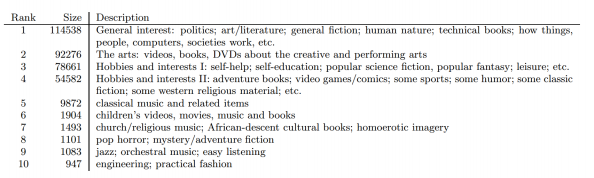 Rank Size Description
1 114538 General interest: politics; art/literature; general fiction; human nature; technical books; how things,
people, computers, societies work, etc.
2 92276 The arts: videos, books, DVDs about the creative and performing arts
3 78661 Hobbies and interests I: self-help; self-education; popular science fiction, popular fantasy; leisure; etc.
4 54582 Hobbies and interests II: adventure books; video games/comics; some sports; some humor; some classic
fiction; some western religious material; etc.
5 9872 classical music and related items
6 1904 children's videos, movies, music and books
7 1493 church/religious music; African-descent cultural books; homoerotic imagery
8 1101 pop horror; mystery/adventure fiction
9 1083 jazz; orchestral music; easy listening
10 947 engineering; practical fashion